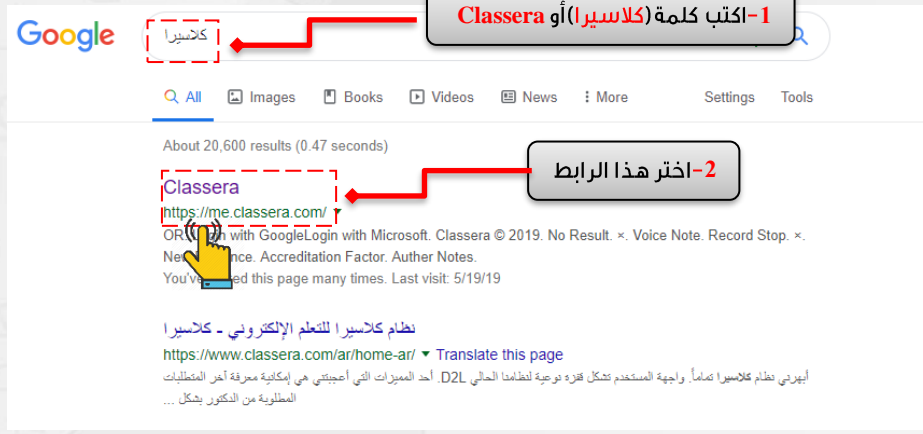 1-اكتب كلمة(كلاسيرا)أو Classera
Google
كلاسيرا
All Images Books Videos News More Settings Tools
About 20,600 results (0.47 seconds)
2-اختر هذا الرابط
Classera
https://me.classera.com/
OR. with GoogleLogin with Microsoft. Classera © 2019. No Result. ×. Voice Note. Record Stop. ×.
Accreditation Factor. Auther Notes.
You've this page many times. Last visit: 5/19/19
نظام كلاسيرا للتعلم الإلكتروني - كلاسيرا
https://www.classera.com/ar/home-ar/ Translate this page
أبهرني نظام كلاسيرا تماماً. واجهة المستخدم تشكل قفزة نوعية لنظامنا الحالي D2L. أحد المميزات التي أعجبتني هي إمكانية معرفة آخر المتطلبات
المطلوبة من الدكتور بشكل ...